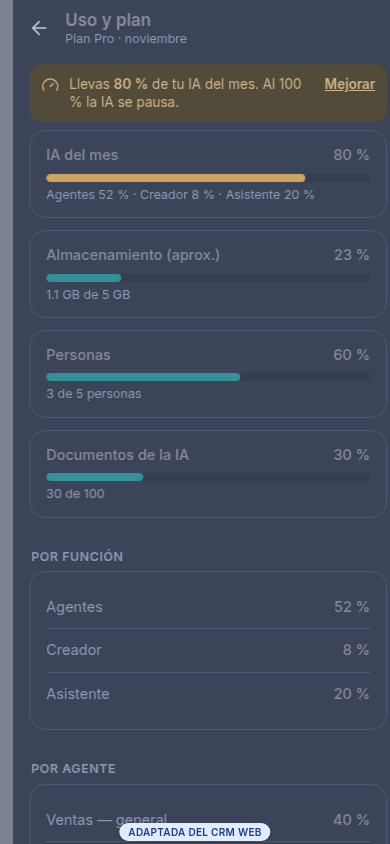 Uso y plan
Plan Pro · noviembre
Llevas 80 % de tu IA del mes. Al 100
% la IA se pausa.
Mejorar
IA del mes 80 %
Agentes 52 % · Creador 8 % · Asistente 20 %
Almacenamiento (aprox.) 23 %
1.1 GB de 5 GB
Personas 60 %
3 de 5 personas
Documentos de la IA 30 %
30 de 100
POR FUNCIÓN
Agentes 52 %
Creador 8 %
Asistente 20 %
POR AGENTE
Ventas — general 40 %
ADAPTADA DEL CRM WEB